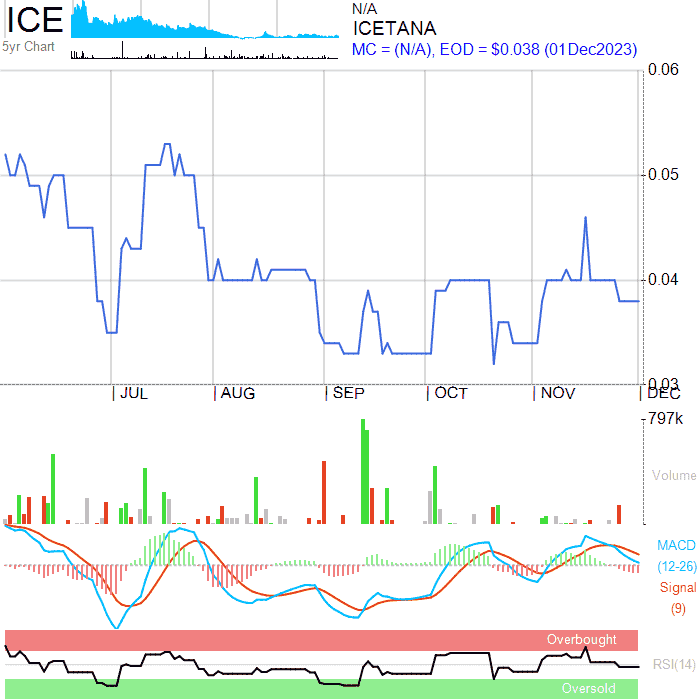 ICE
5yr Chart
N/A
ICETANA
MC = (N/A), EOD = $0.038 (01Dec2023)
0.06
0.05
0.04
0.03
JUL AUG SEP OCT NOV DEC
797k
Volume
MACD
(12-26)
Signal
(9)
Overbought
RSI(14)
Oversold